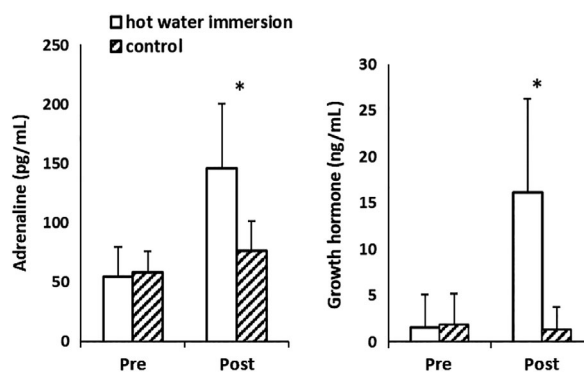 hot water immersion
control
Adrenaline (pg/mL)
250
200
150
100
50
0
*
Pre
Post
Growth hormone (ng/mL)
30
25
20
15
10
5
0
*
Pre
Post